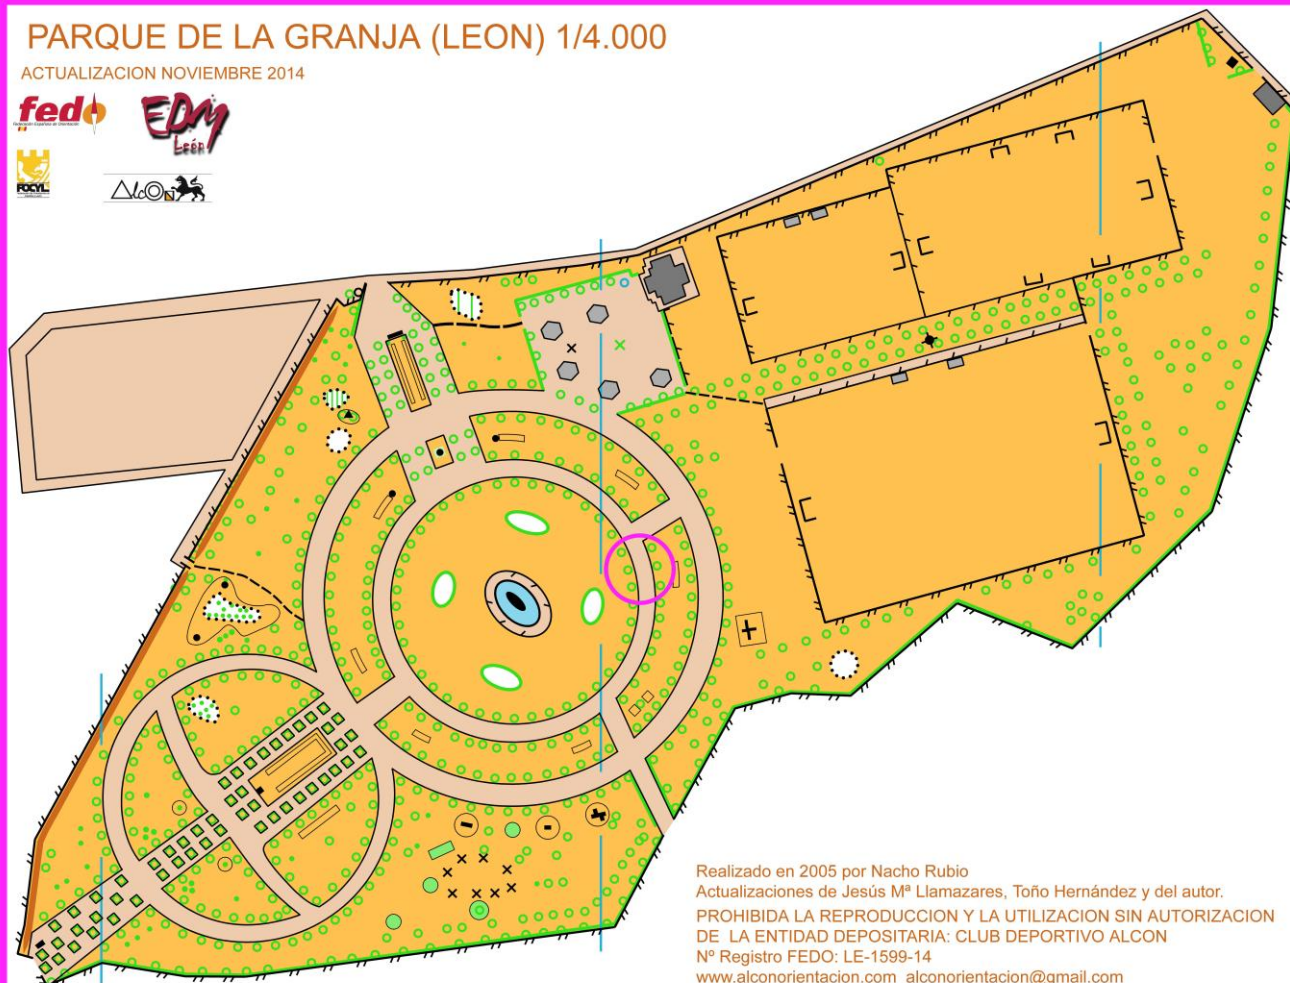 PARQUE DE LA GRANJA (LEON) 1/4.000
ACTUALIZACION NOVIEMBRE 2014
fedo
EDM
León
FOCYL
AlcON
Realizado en 2005 por Nacho Rubio
Actualizaciones de Jesús Mª Llamazares, Toño Hernández y del autor.
PROHIBIDA LA REPRODUCCION Y LA UTILIZACION SIN AUTORIZACION
DE LA ENTIDAD DEPOSITARIA: CLUB DEPORTIVO ALCON
Nº Registro FEDO: LE-1599-14
www.alconorientacion.com alconorientacion@gmail.com